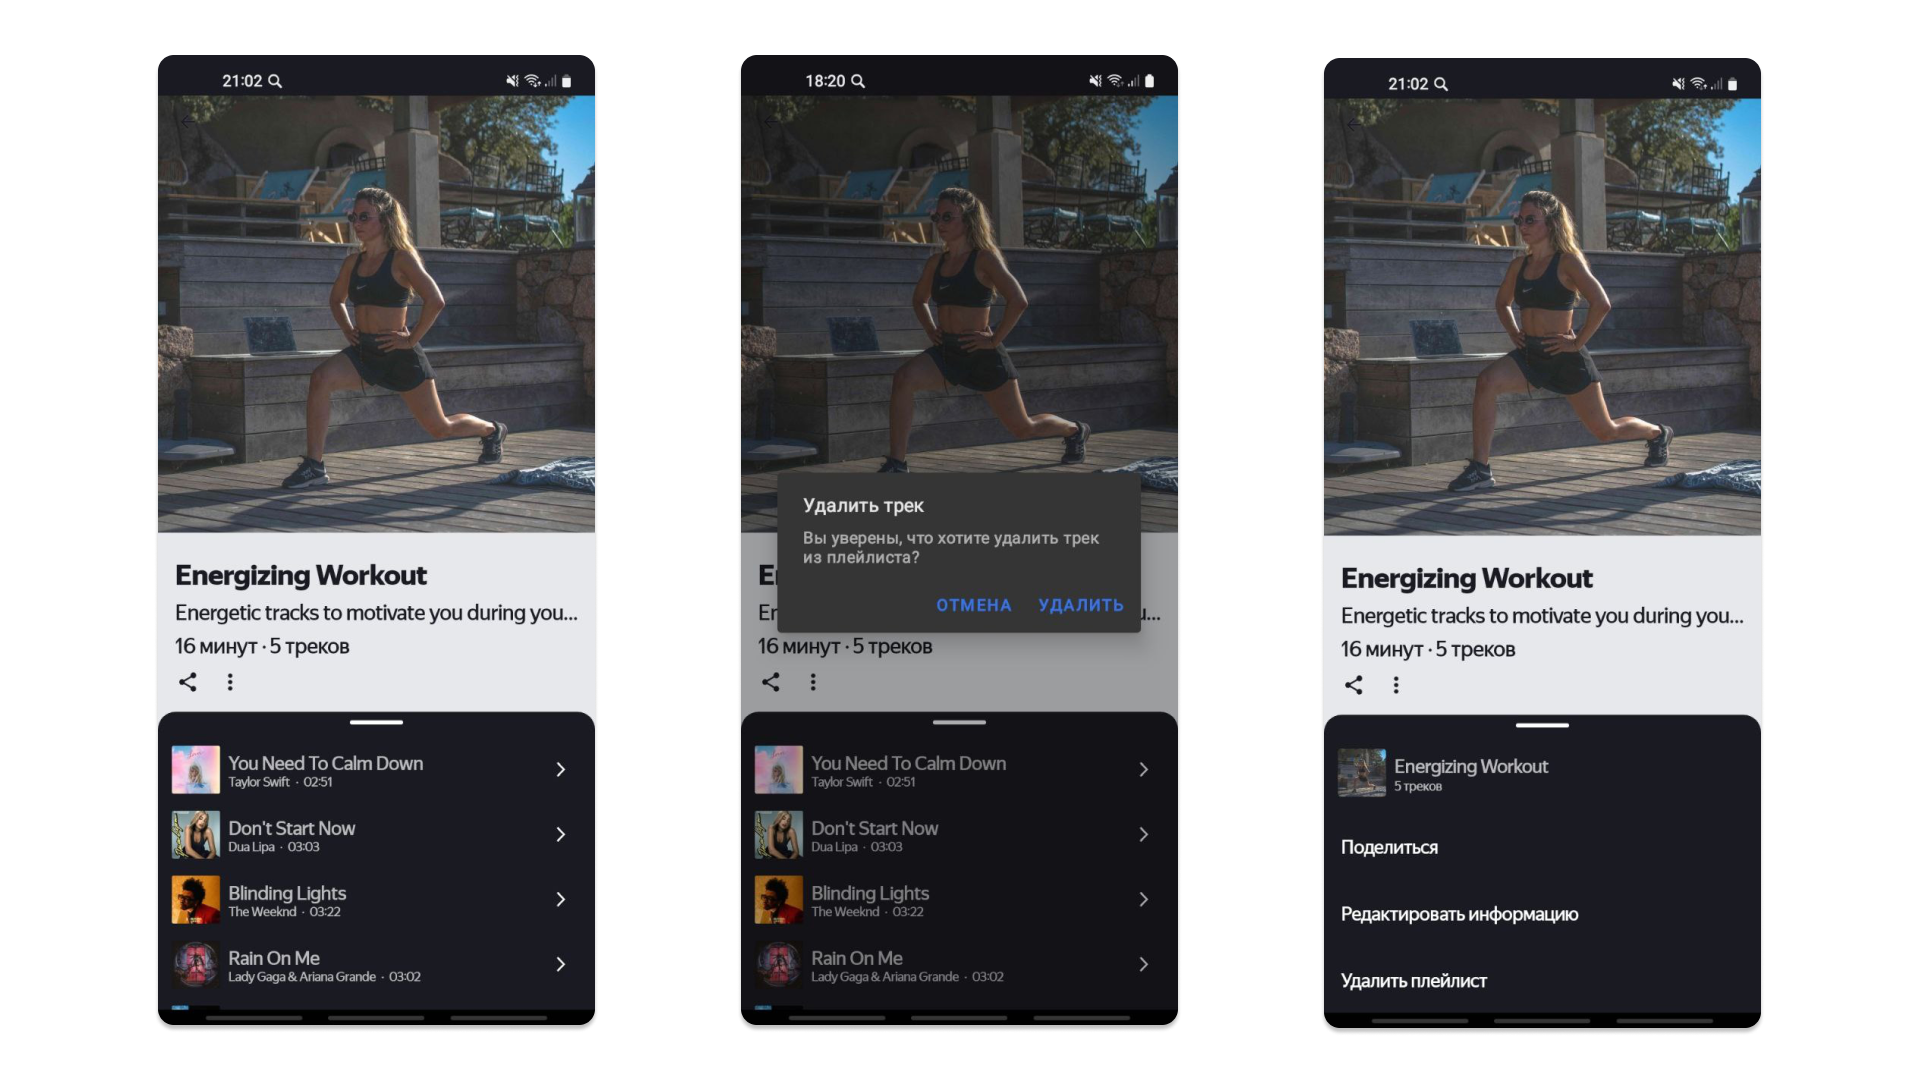 21:02
Energizing Workout
Energetic tracks to motivate you during you...
16 минут · 5 треков
You Need To Calm Down
Taylor Swift · 02:51
Don't Start Now
Dua Lipa · 03:03
Blinding Lights
The Weeknd · 03:22
Rain On Me
Lady Gaga & Ariana Grande · 03:02
18:20
Удалить трек
Вы уверены, что хотите удалить трек
из плейлиста?
ОТМЕНА УДАЛИТЬ
16 минут · 5 треков
You Need To Calm Down
Taylor Swift · 02:51
Don't Start Now
Dua Lipa · 03:03
Blinding Lights
The Weeknd · 03:22
Rain On Me
Lady Gaga & Ariana Grande · 03:02
21:02
Energizing Workout
Energetic tracks to motivate you during you...
16 минут · 5 треков
Energizing Workout
5 треков
Поделиться
Редактировать информацию
Удалить плейлист